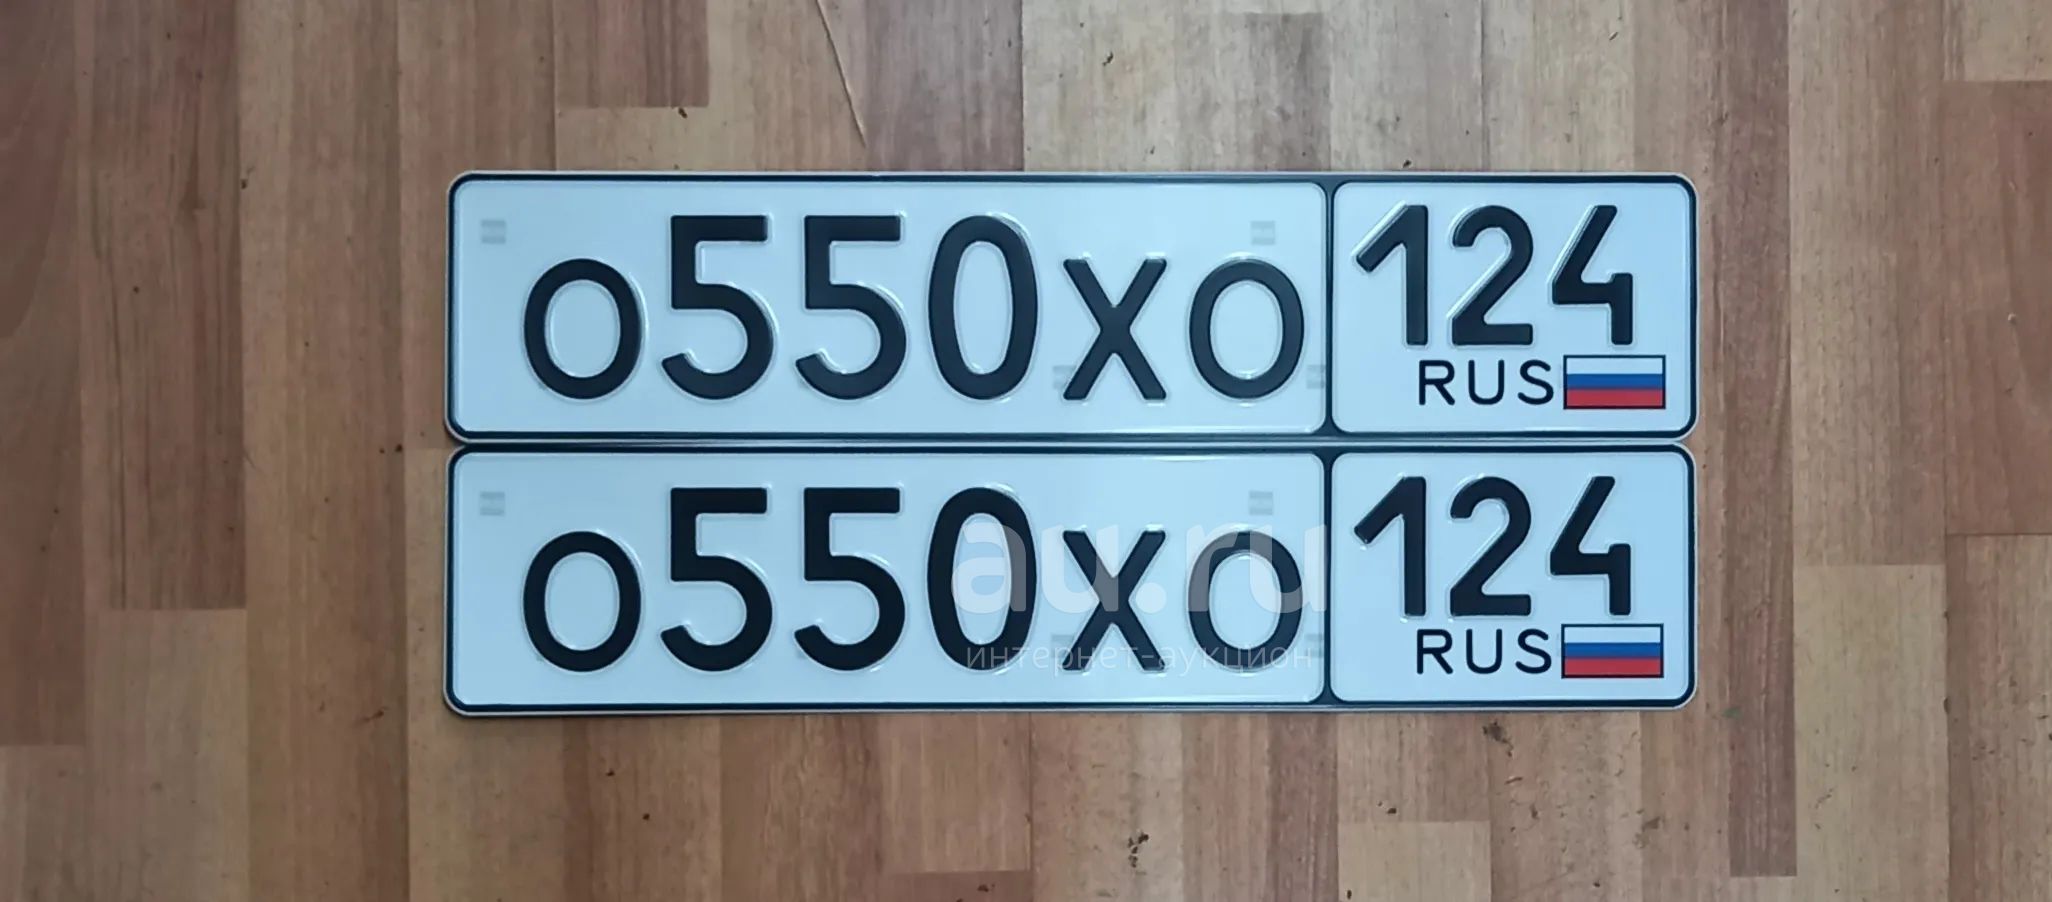 О550ХО 124
RUS
О550ХО 124
RUS
au.ru
интернет-аукцион